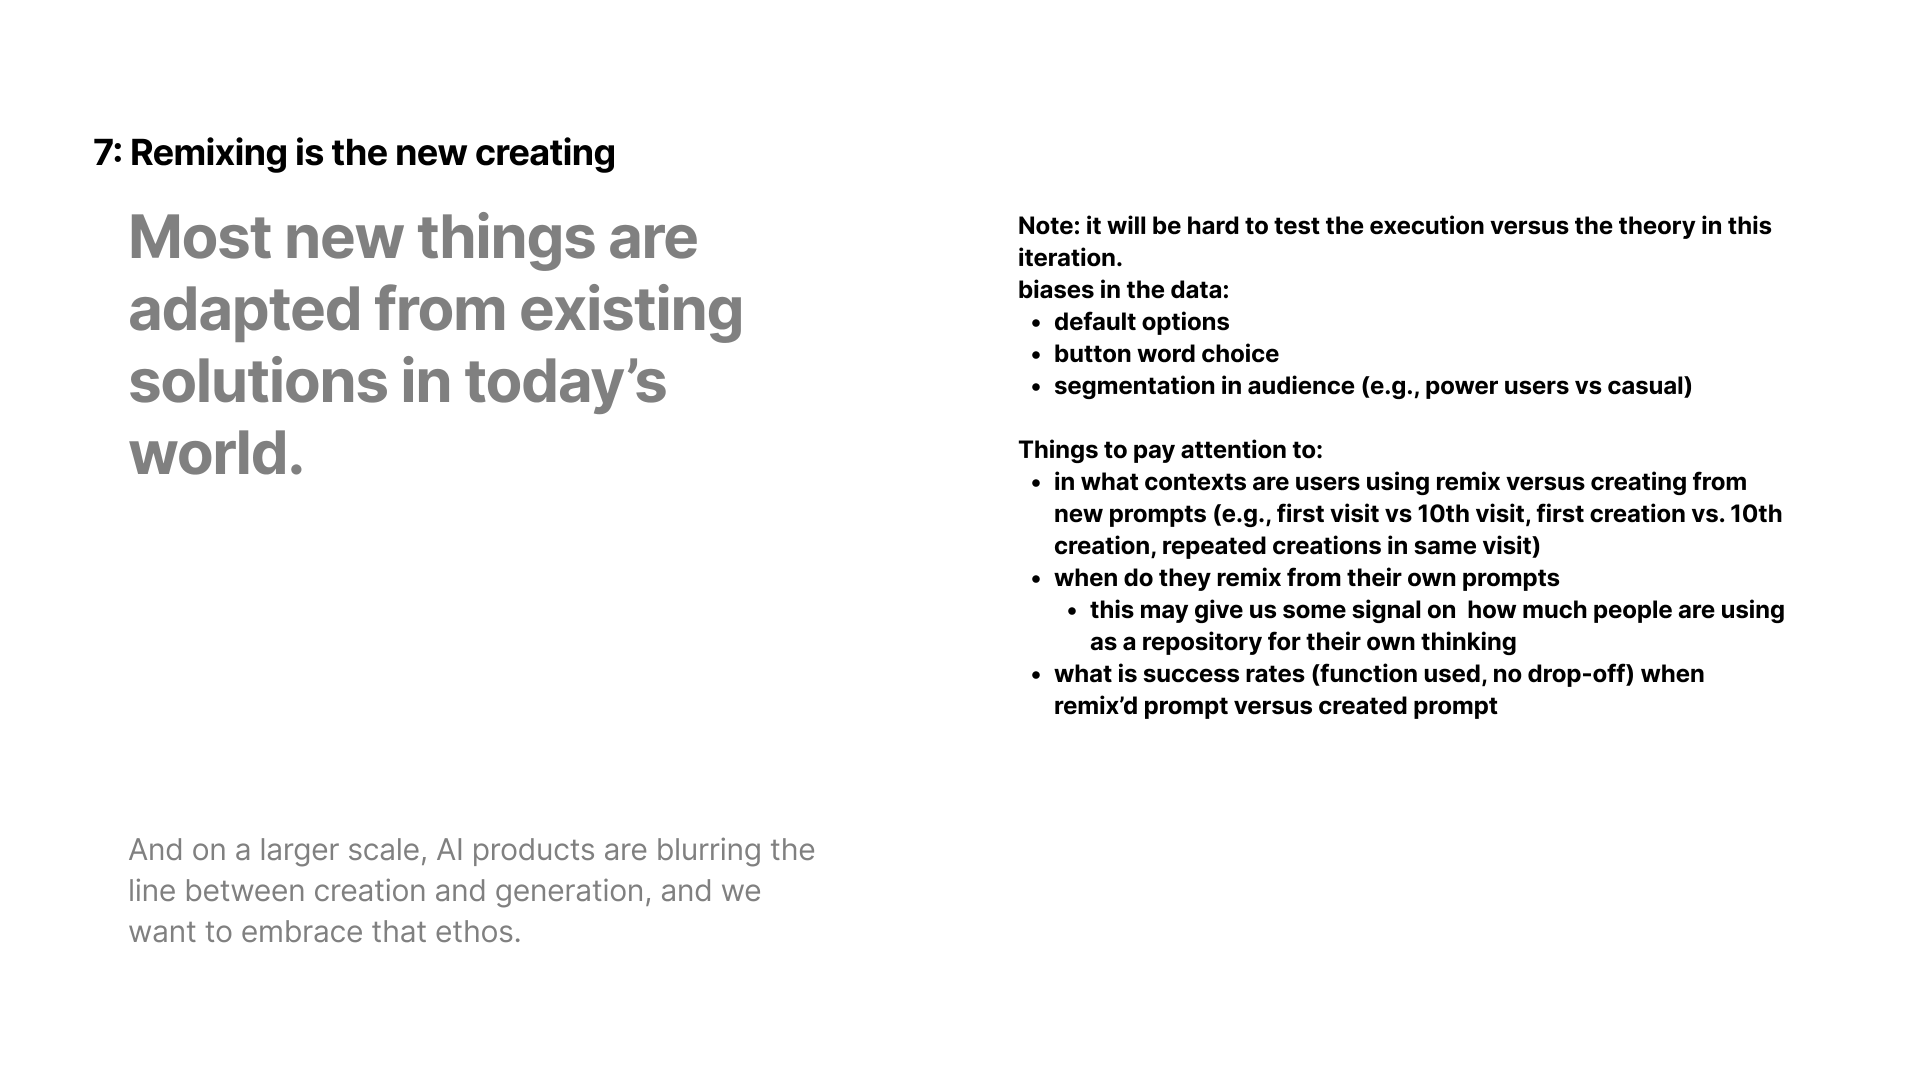 7: Remixing is the new creating
Most new things are
adapted from existing
solutions in today’s
world.
And on a larger scale, AI products are blurring the
line between creation and generation, and we
want to embrace that ethos.
Note: it will be hard to test the execution versus the theory in this
iteration.
biases in the data:
• default options
• button word choice
• segmentation in audience (e.g., power users vs casual)
Things to pay attention to:
• in what contexts are users using remix versus creating from
new prompts (e.g., first visit vs 10th visit, first creation vs. 10th
creation, repeated creations in same visit)
• when do they remix from their own prompts
• this may give us some signal on  how much people are using
as a repository for their own thinking
• what is success rates (function used, no drop-off) when
remix’d prompt versus created prompt